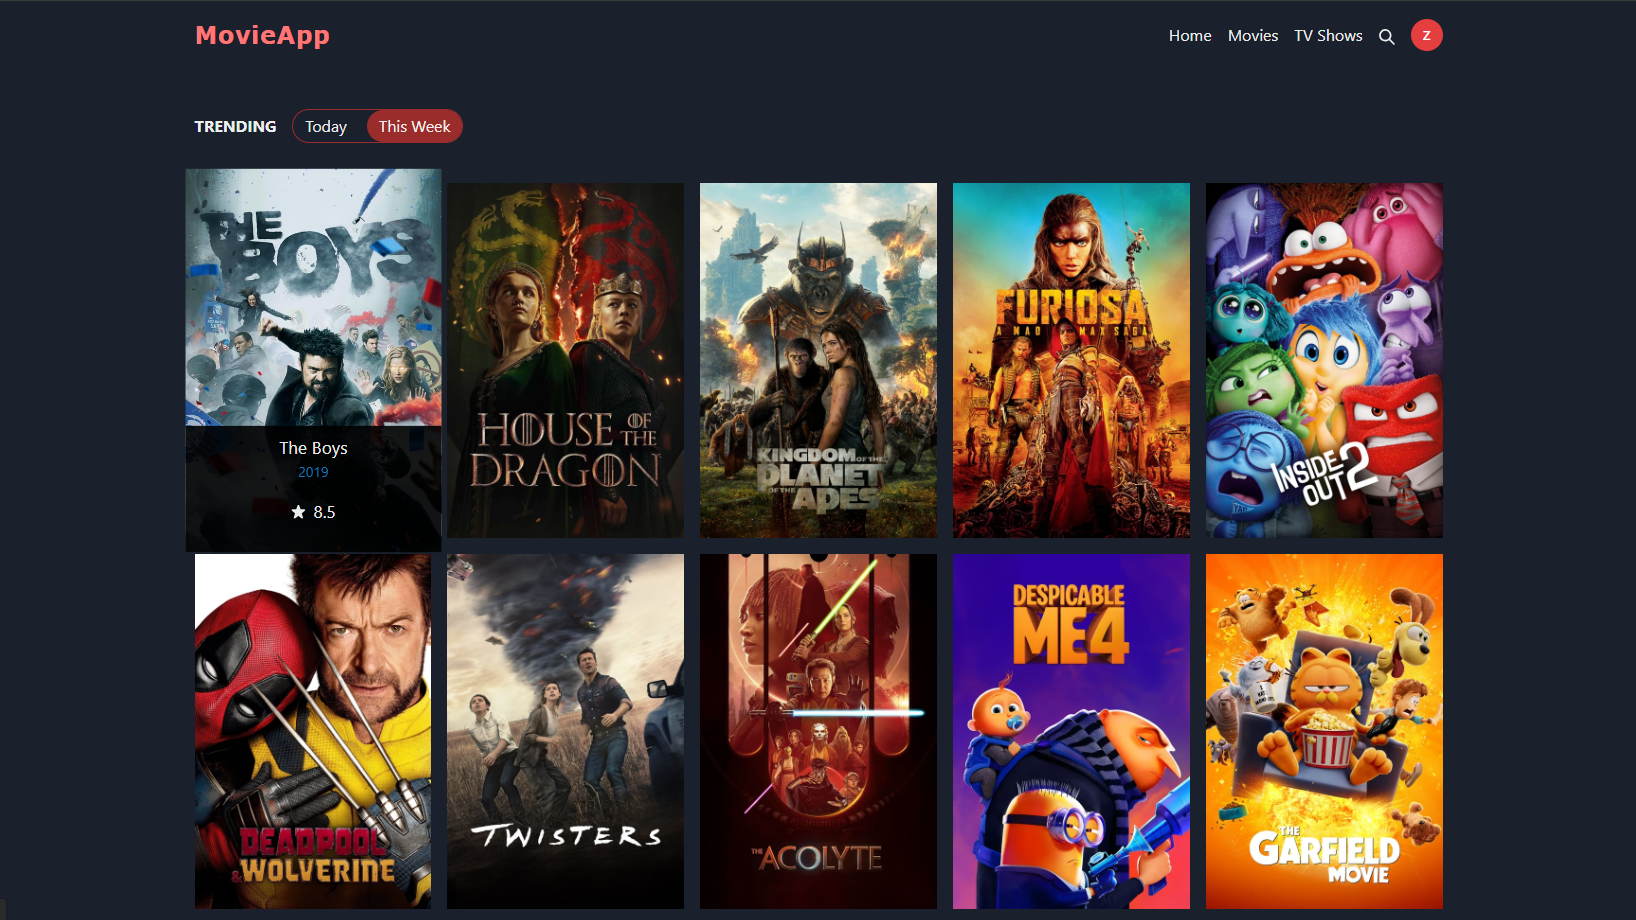 MovieApp
Home Movies TV Shows Z
TRENDING Today This Week
THE
BOYS
The Boys
2019
8.5
HOUSE OF THE
DRAGON
KINGDOM OF THE
PLANET
OF THE APES
FURIOSA
A MAD MAX SAGA
INSIDE
OUT 2
DEADPOOL
& WOLVERINE
TWISTERS
THE ACOLYTE
DESPICABLE
ME 4
THE
GARFIELD
MOVIE